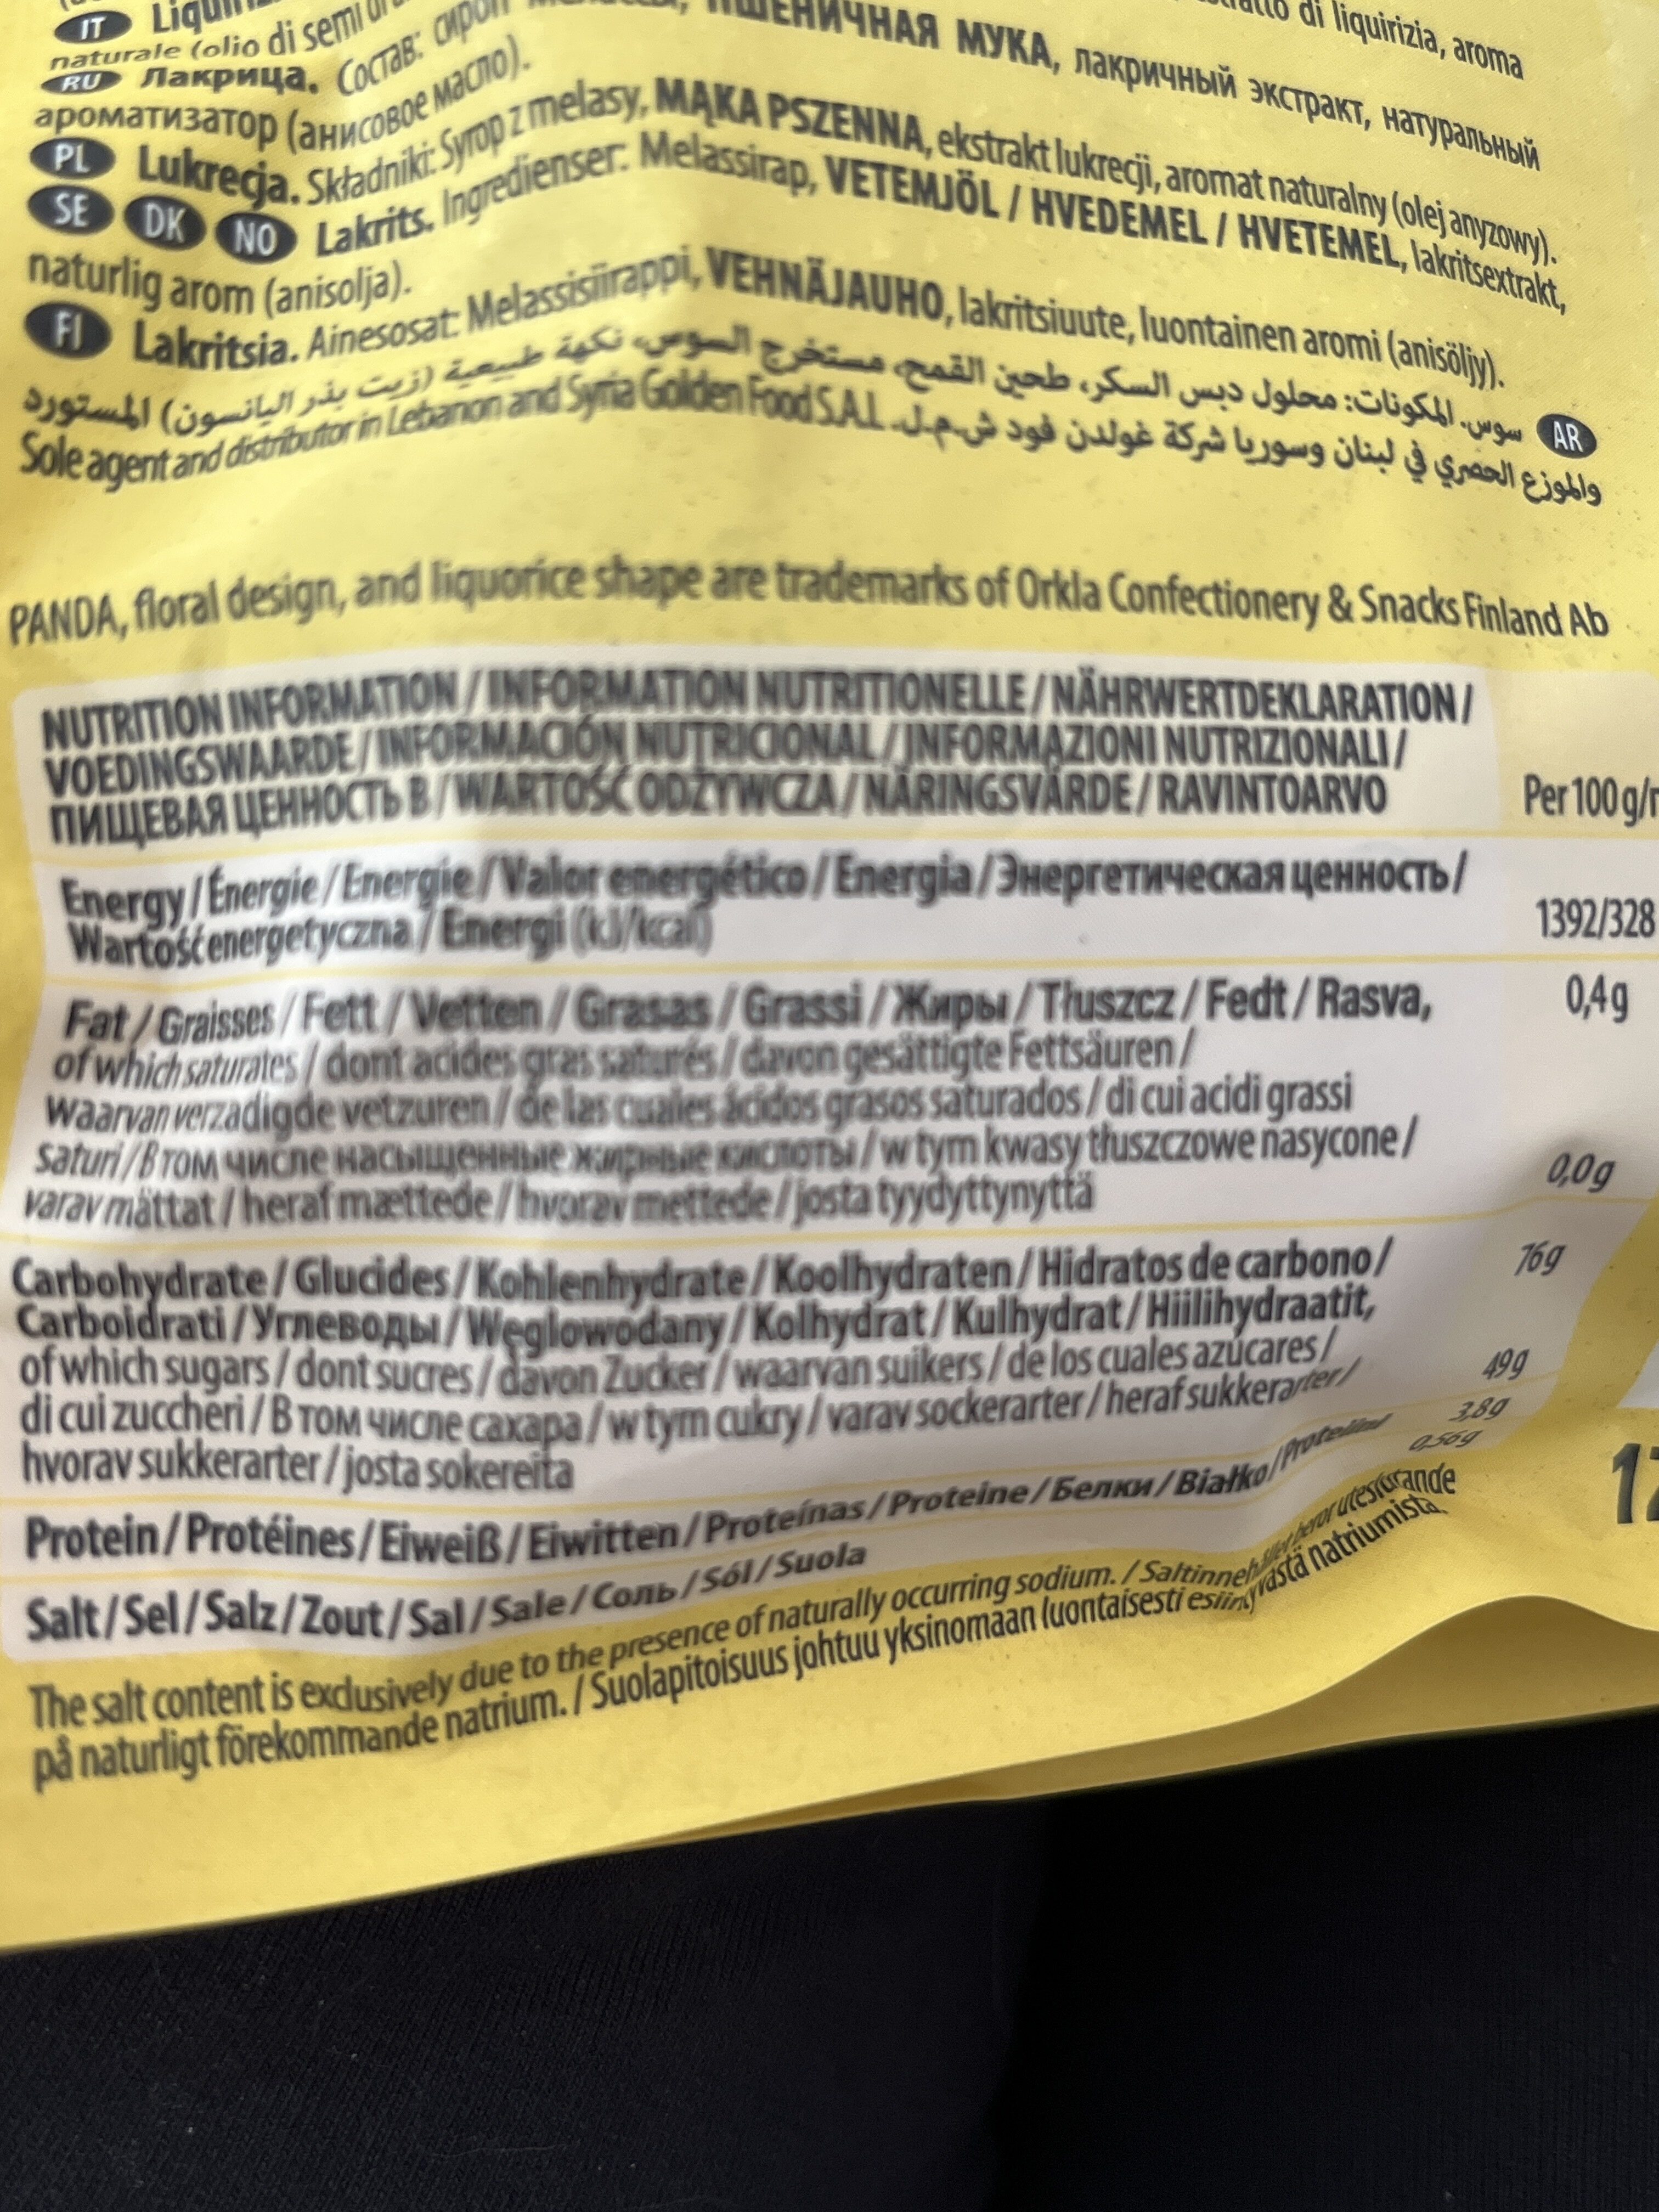 di liquirizia, aroma
IT
naturale (olio di semi
RU Лакрица. Состав: сироп ПШЕНИЧНАЯ МУКА, лакричный экстракт, натуральный
ароматизатор (анисовое масло).
PL Lukrecja. Składniki: Syrop z melasy, MĄKA PSZENNA, ekstrakt lukrecji, aromat naturalny (olej anyzowy).
SE DK NO Lakrits. Ingredienser: Melassirap, VETEMJÖL / HVEDEMEL / HVETEMEL, lakritsextrakt,
naturlig arom (anisolja).
FI Lakritsia. Ainesosat: Melassisiirappi, VEHNÄJAUHO, lakritsiuute, luontainen aromi (anisöljy).
AR سوس. المكونات: محلول دبس السكر، طحين القمح، مستخرج السوس، نكهة طبيعية (زيت بذر اليانسون) المستورد
والموزع الحصري في لبنان وسوريا شركة غولدن فود ش.م.ل. Sole agent and distributor in Lebanon and Syria Golden Food S.A.L
PANDA, floral design, and liquorice shape are trademarks of Orkla Confectionery & Snacks Finland Ab
NUTRITION INFORMATION / INFORMATION NUTRITIONELLE / NÄHRWERTDEKLARATION /
VOEDINGSWAARDE / INFORMACIÓN NUTRICIONAL / INFORMAZIONI NUTRIZIONALI /
ПИЩЕВАЯ ЦЕННОСТЬ В / WARTOŚĆ ODŻYWCZA / NÄRINGSVÄRDE / RAVINTOARVO Per 100 g/
Energy / Énergie / Energie / Valor energético / Energia / Энергетическая ценность /
Wartość energetyczna / Energi (kJ/kcal) 1392/328
Fat / Graisses / Fett / Vetten / Grasas / Grassi / Жиры / Tłuszcz / Fedt / Rasva, 0,4 g
of which saturates / dont acides gras saturés / davon gesättigte Fettsäuren /
waarvan verzadigde vetzuren / de las cuales ácidos grasos saturados / di cui acidi grassi
saturi / В том числе насыщенные жирные кислоты / w tym kwasy tłuszczowe nasycone /
varav mättat / heraf mættede / hvorav mettede / josta tyydyttynyttä 0,0 g
Carbohydrate / Glucides / Kohlenhydrate / Koolhydraten / Hidratos de carbono / 76 g
Carboidrati / Углеводы / Węglowodany / Kolhydrat / Kulhydrat / Hiilihydraatit,
of which sugars / dont sucres / davon Zucker / waarvan suikers / de los cuales azúcares /
di cui zuccheri / В том числе сахара / w tym cukry / varav sockerarter / heraf sukkerarter / 49 g
hvorav sukkerarter / josta sokereita
Protein / Protéines / Eiweiß / Eiwitten / Proteínas / Proteine / Белки / Białko / Proteiini 3,8 g
Salt / Sel / Salz / Zout / Sal / Sale / Соль / Sól / Suola 0,56 g
The salt content is exclusively due to the presence of naturally occurring sodium. / Saltinnehållet beror uteslutande
på naturligt förekommande natrium. / Suolapitoisuus johtuu yksinomaan luontaisesti esiintyvästä natriumista